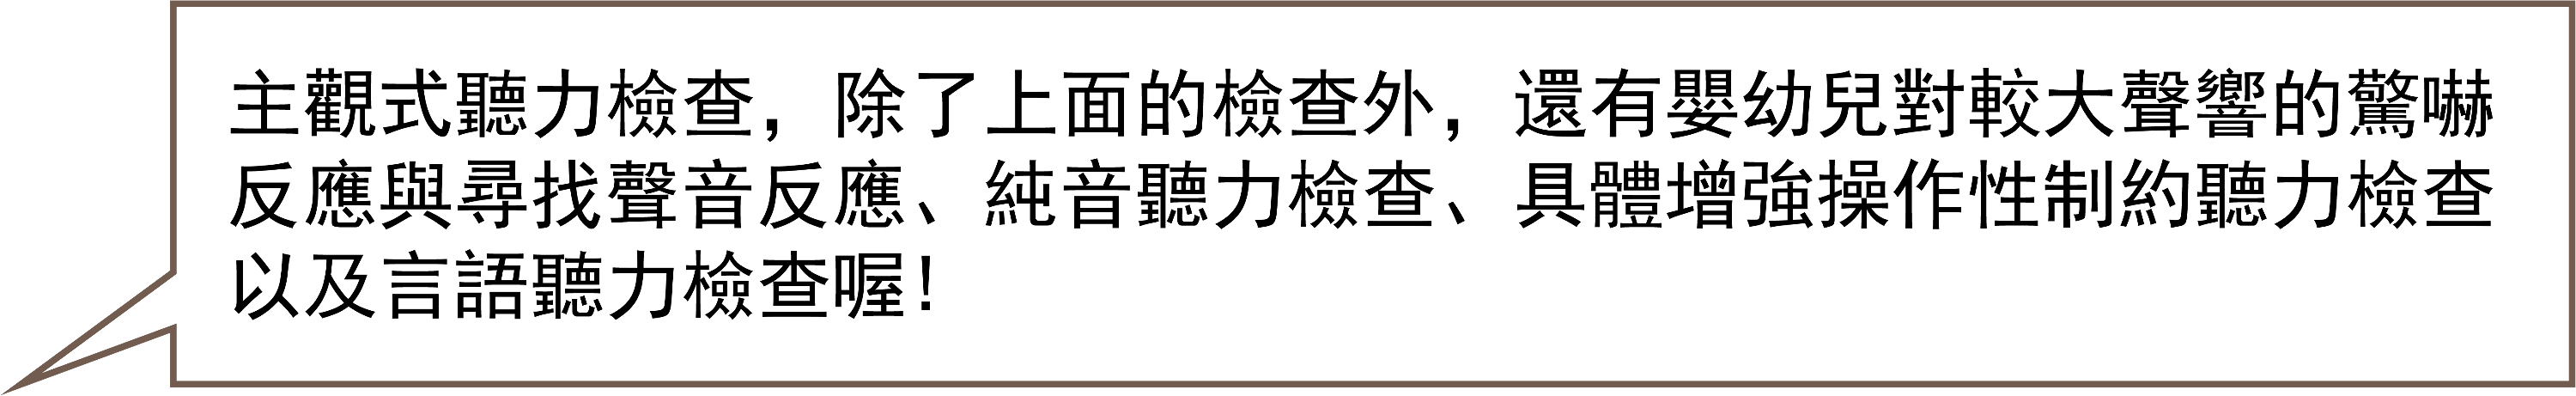 主觀式聽力檢查，除了上面的檢查外，還有嬰幼兒對較大聲響的驚嚇
反應與尋找聲音反應、純音聽力檢查、具體增強操作性制約聽力檢查
以及言語聽力檢查喔！